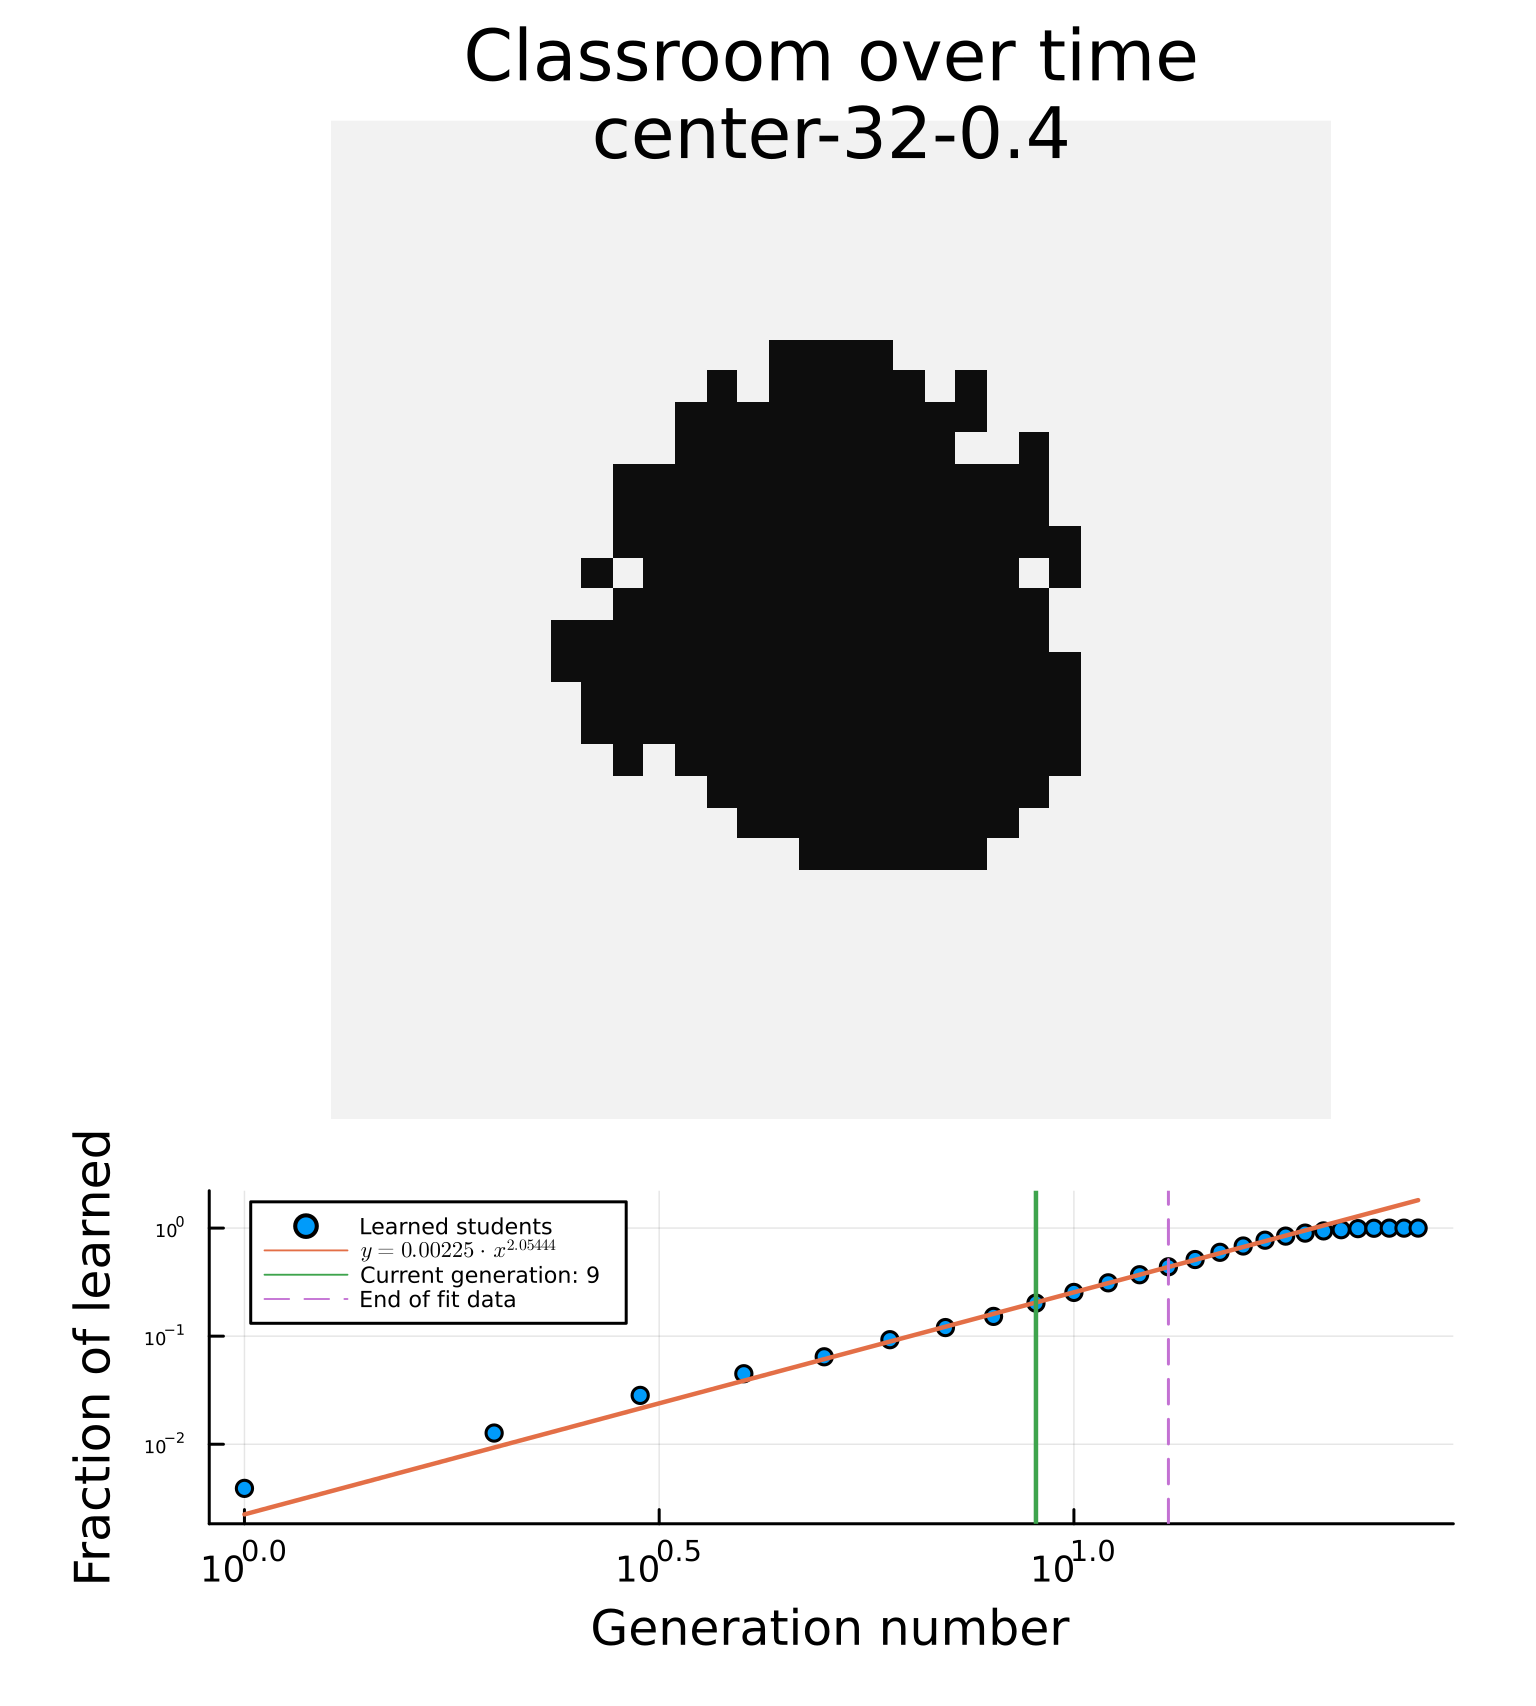 Classroom over time
center-32-0.4
Fraction of learned
10⁰
10⁻¹
10⁻²
Learned students
y = 0.00225 · x^2.05444
Current generation: 9
End of fit data
10^0.0
10^0.5
10^1.0
Generation number